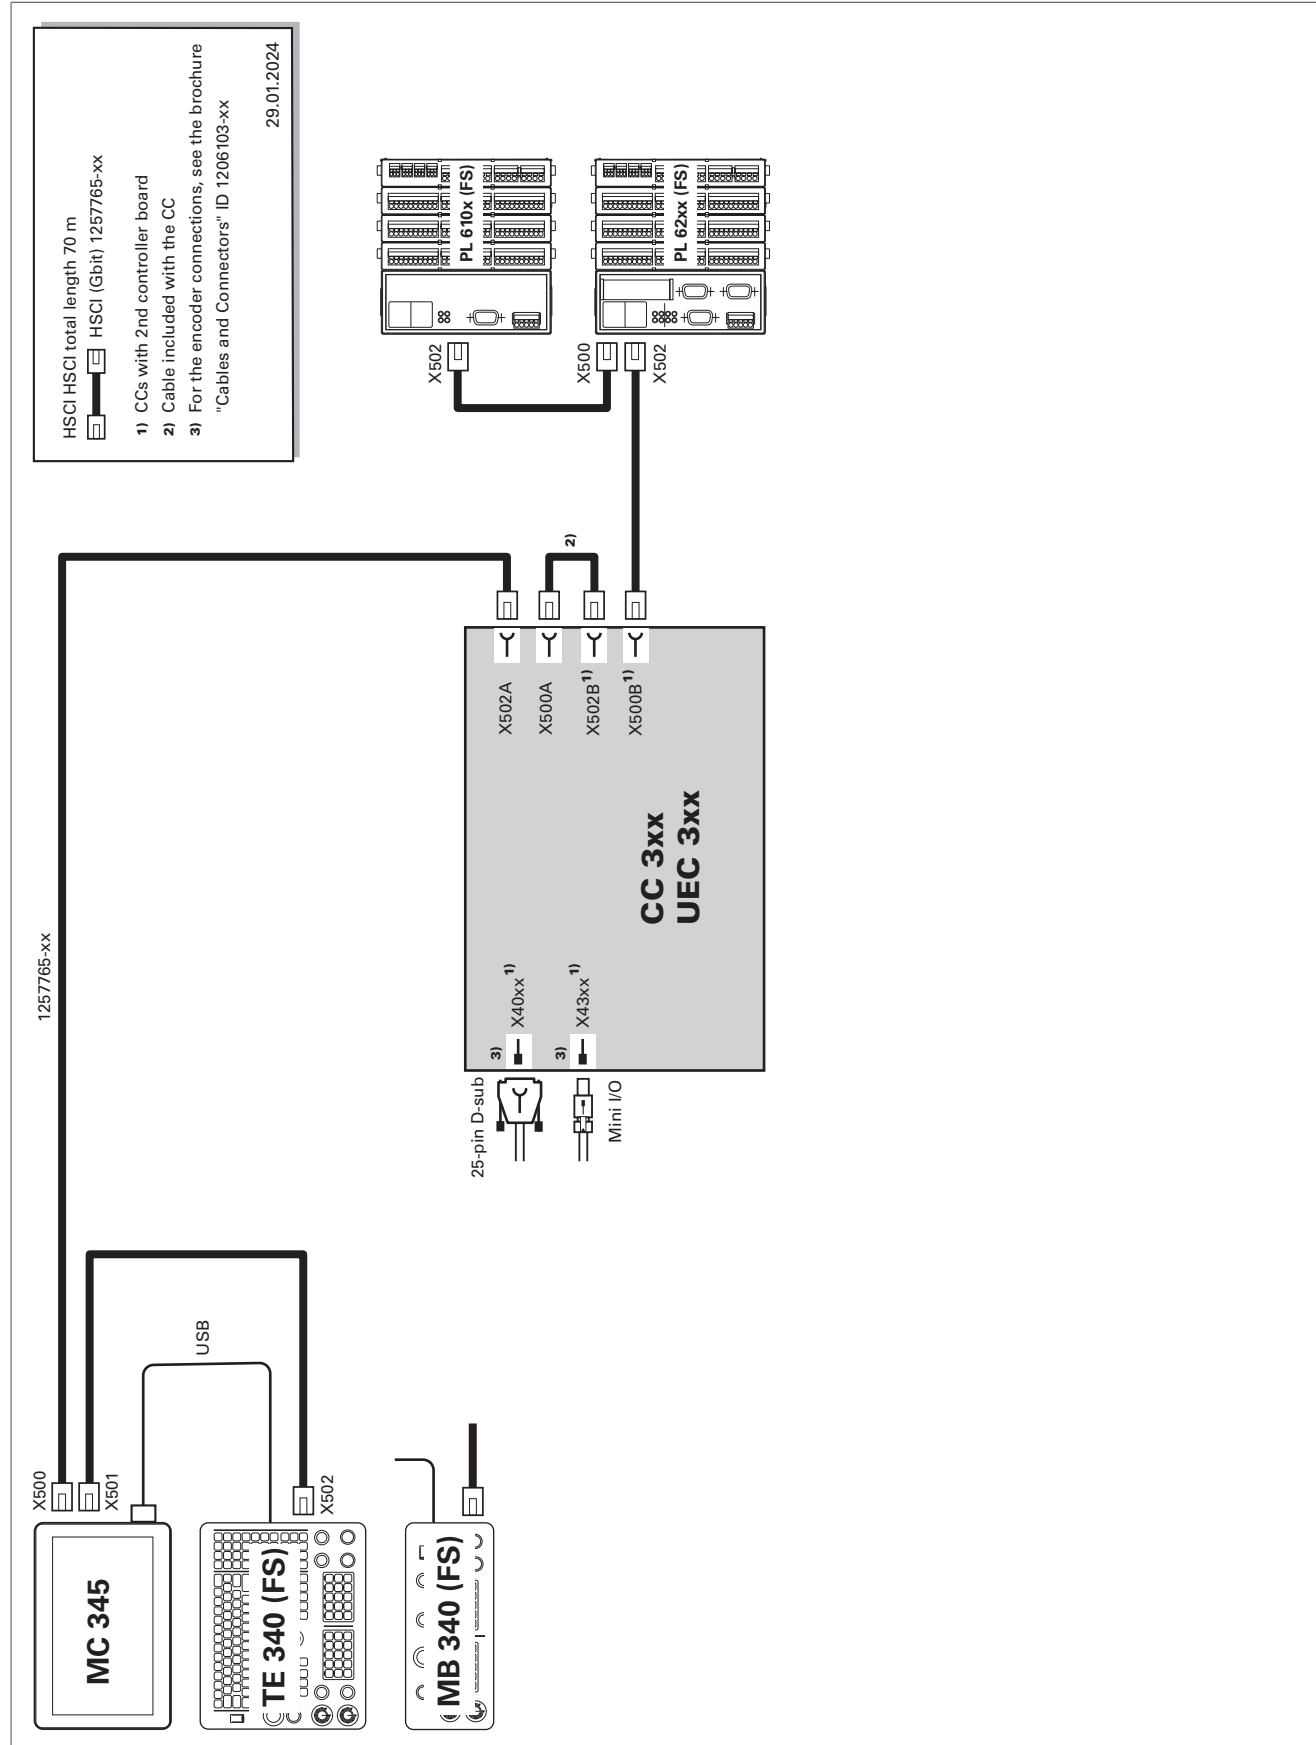 HSCI HSCI total length 70 m
HSCI (Gbit) 1257765-xx
1) CCs with 2nd controller board
2) Cable included with the CC
3) For the encoder connections, see the brochure
"Cables and Connectors" ID 1206103-xx
29.01.2024
1257765-xx
X500
X501
MC 345
USB
X502
TE 340 (FS)
MB 340 (FS)
25-pin D-sub
3)
X40xx 1)
3)
X43xx 1)
Mini I/O
CC 3xx
UEC 3xx
X502A
X500A
X502B 1)
X500B 1)
2)
X502
X500
X502
PL 610x (FS)
PL 62xx (FS)